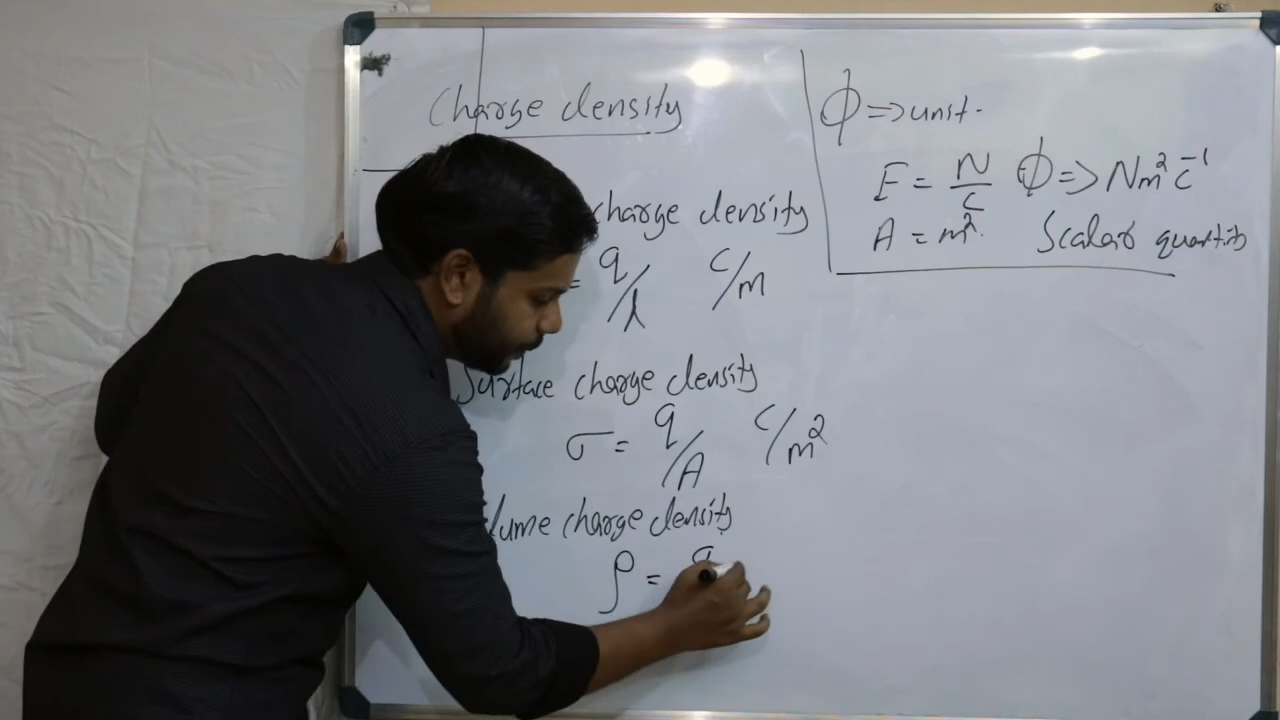 Charge density
charge density
= q/l C/m
Surface charge density
σ = q/A C/m²
lume charge density
ρ = q
φ => unit.
E = N/C φ => Nm²C⁻¹
A = m². Scalar quantity